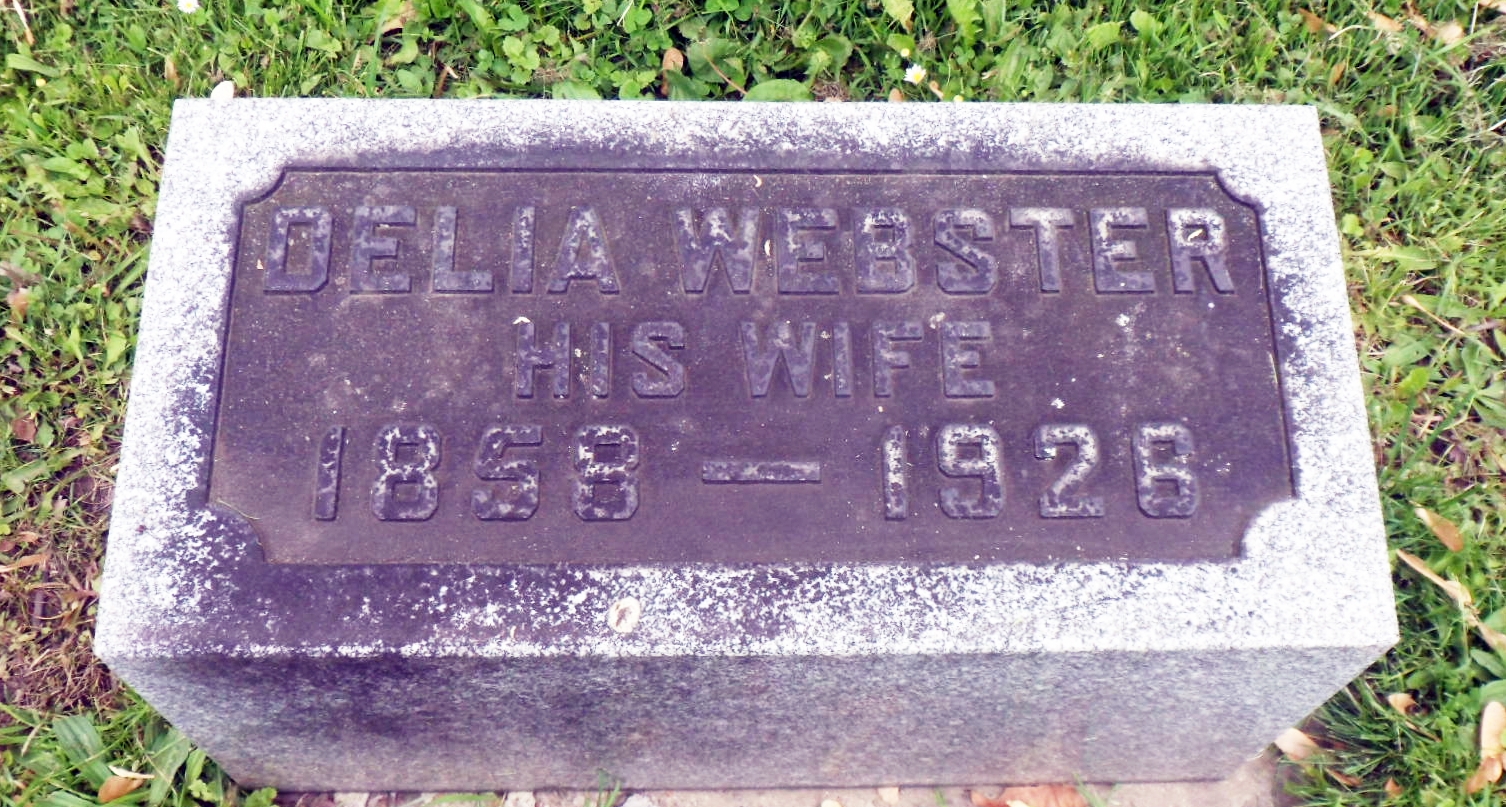 DELIA WEBSTER
HIS WIFE
1858 — 1926